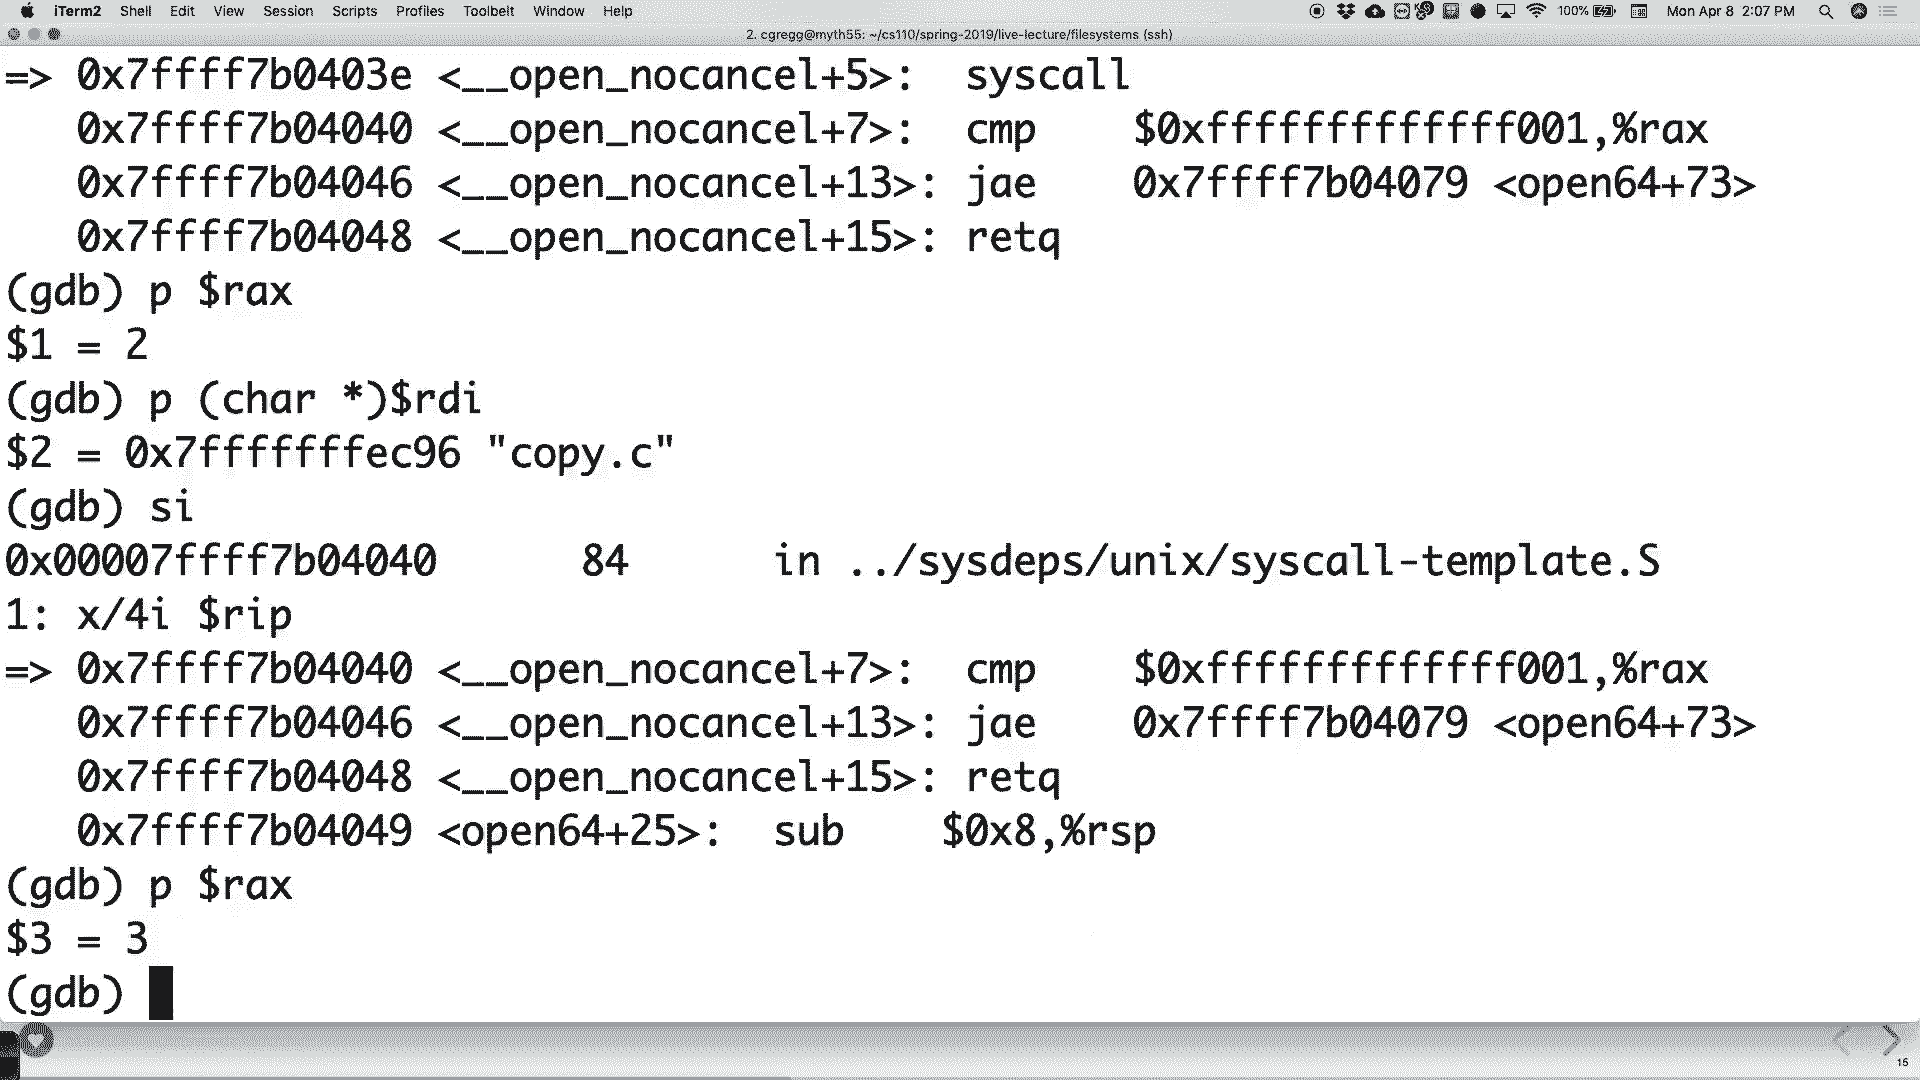 iTerm2 Shell Edit View Session Scripts Profiles Toolbelt Window Help 100% Mon Apr 8 2:07 PM
2. cgregg@myth55: ~/cs110/spring-2019/live-lecture/filesystems (ssh)
=> 0x7ffff7b0403e <__open_nocancel+5>: syscall
0x7ffff7b04040 <__open_nocancel+7>: cmp $0xfffffffffffff001,%rax
0x7ffff7b04046 <__open_nocancel+13>: jae 0x7ffff7b04079 <open64+73>
0x7ffff7b04048 <__open_nocancel+15>: retq
(gdb) p $rax
$1 = 2
(gdb) p (char *)$rdi
$2 = 0x7fffffffec96 "copy.c"
(gdb) si
0x00007ffff7b04040 84 in ../sysdeps/unix/syscall-template.S
1: x/4i $rip
=> 0x7ffff7b04040 <__open_nocancel+7>: cmp $0xfffffffffffff001,%rax
0x7ffff7b04046 <__open_nocancel+13>: jae 0x7ffff7b04079 <open64+73>
0x7ffff7b04048 <__open_nocancel+15>: retq
0x7ffff7b04049 <open64+25>: sub $0x8,%rsp
(gdb) p $rax
$3 = 3
(gdb)
15